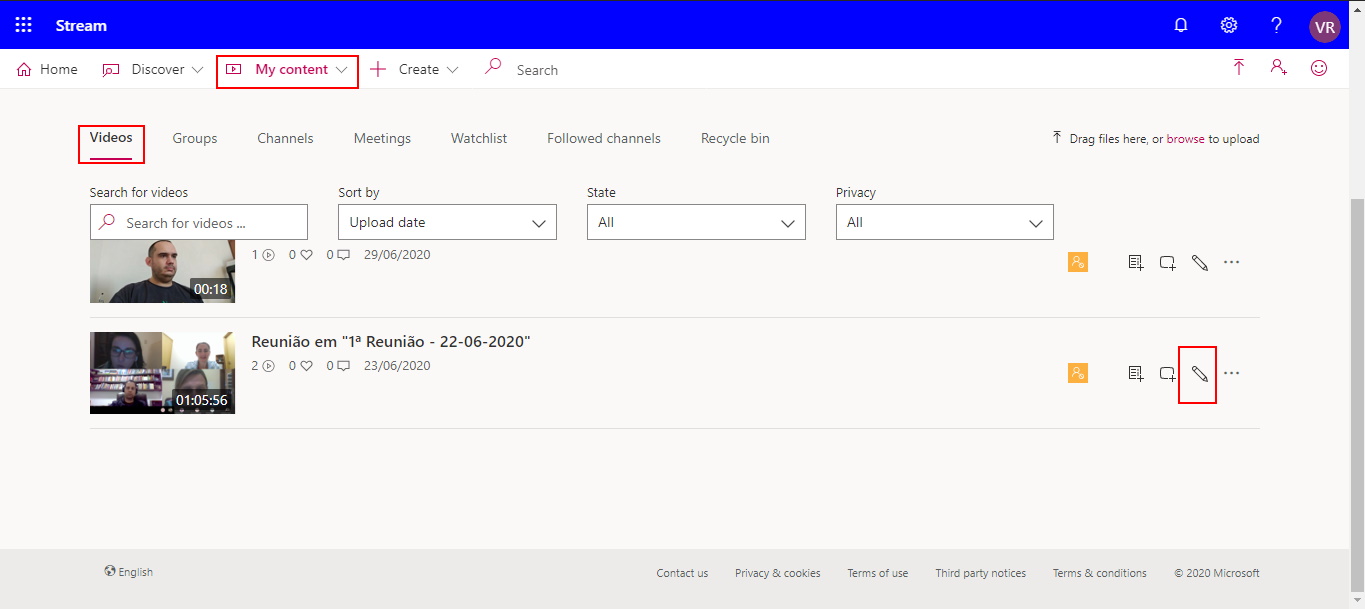 Stream
VR
Home Discover My content Create Search
Videos Groups Channels Meetings Watchlist Followed channels Recycle bin Drag files here, or browse to upload
Search for videos Sort by State Privacy
Search for videos ... Upload date All All
1 0 0 29/06/2020
00:18
Reunião em "1ª Reunião - 22-06-2020"
2 0 0 23/06/2020
01:05:56
English Contact us Privacy & cookies Terms of use Third party notices Terms & conditions © 2020 Microsoft